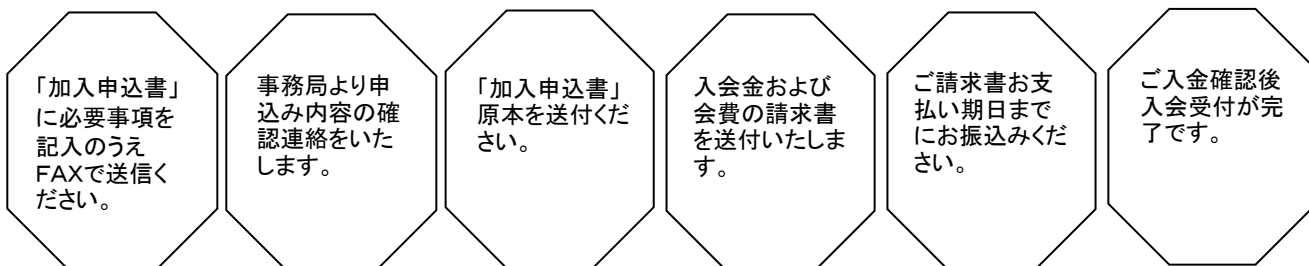 「加入申込書」
に必要事項を
記入のうえ
ＦＡＸで送信く
ださい。
事務局より申
込み内容の確
認連絡をいた
します。
「加入申込書」
原本を送付くだ
さい。
入会金および
会費の請求書
を送付いたしま
す。
ご請求書お支
払い期日まで
にお振込みくだ
さい。
ご入金確認後
入会受付が完
了です。